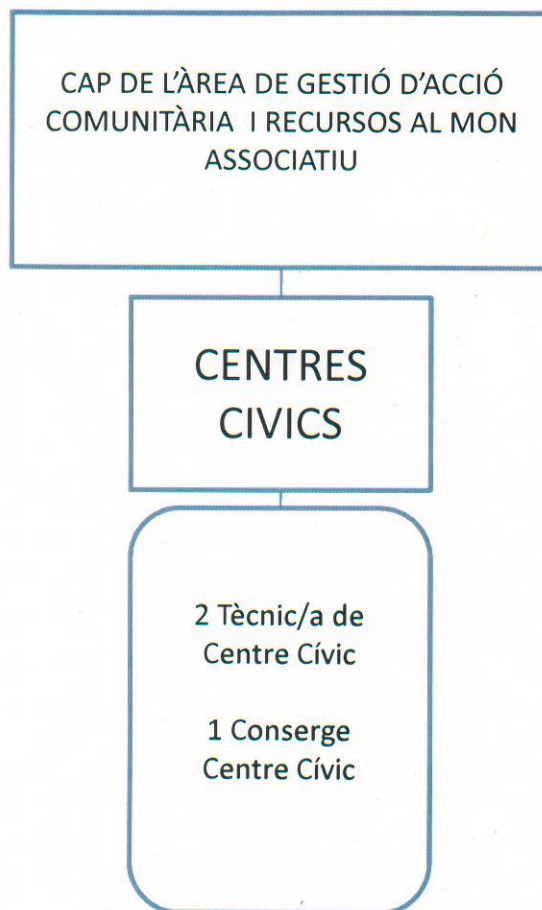 CAP DE L'ÀREA DE GESTIÓ D'ACCIÓ
COMUNITÀRIA I RECURSOS AL MON
ASSOCIATIU
CENTRES
CIVICS
2 Tècnic/a de
Centre Cívic
1 Conserge
Centre Cívic